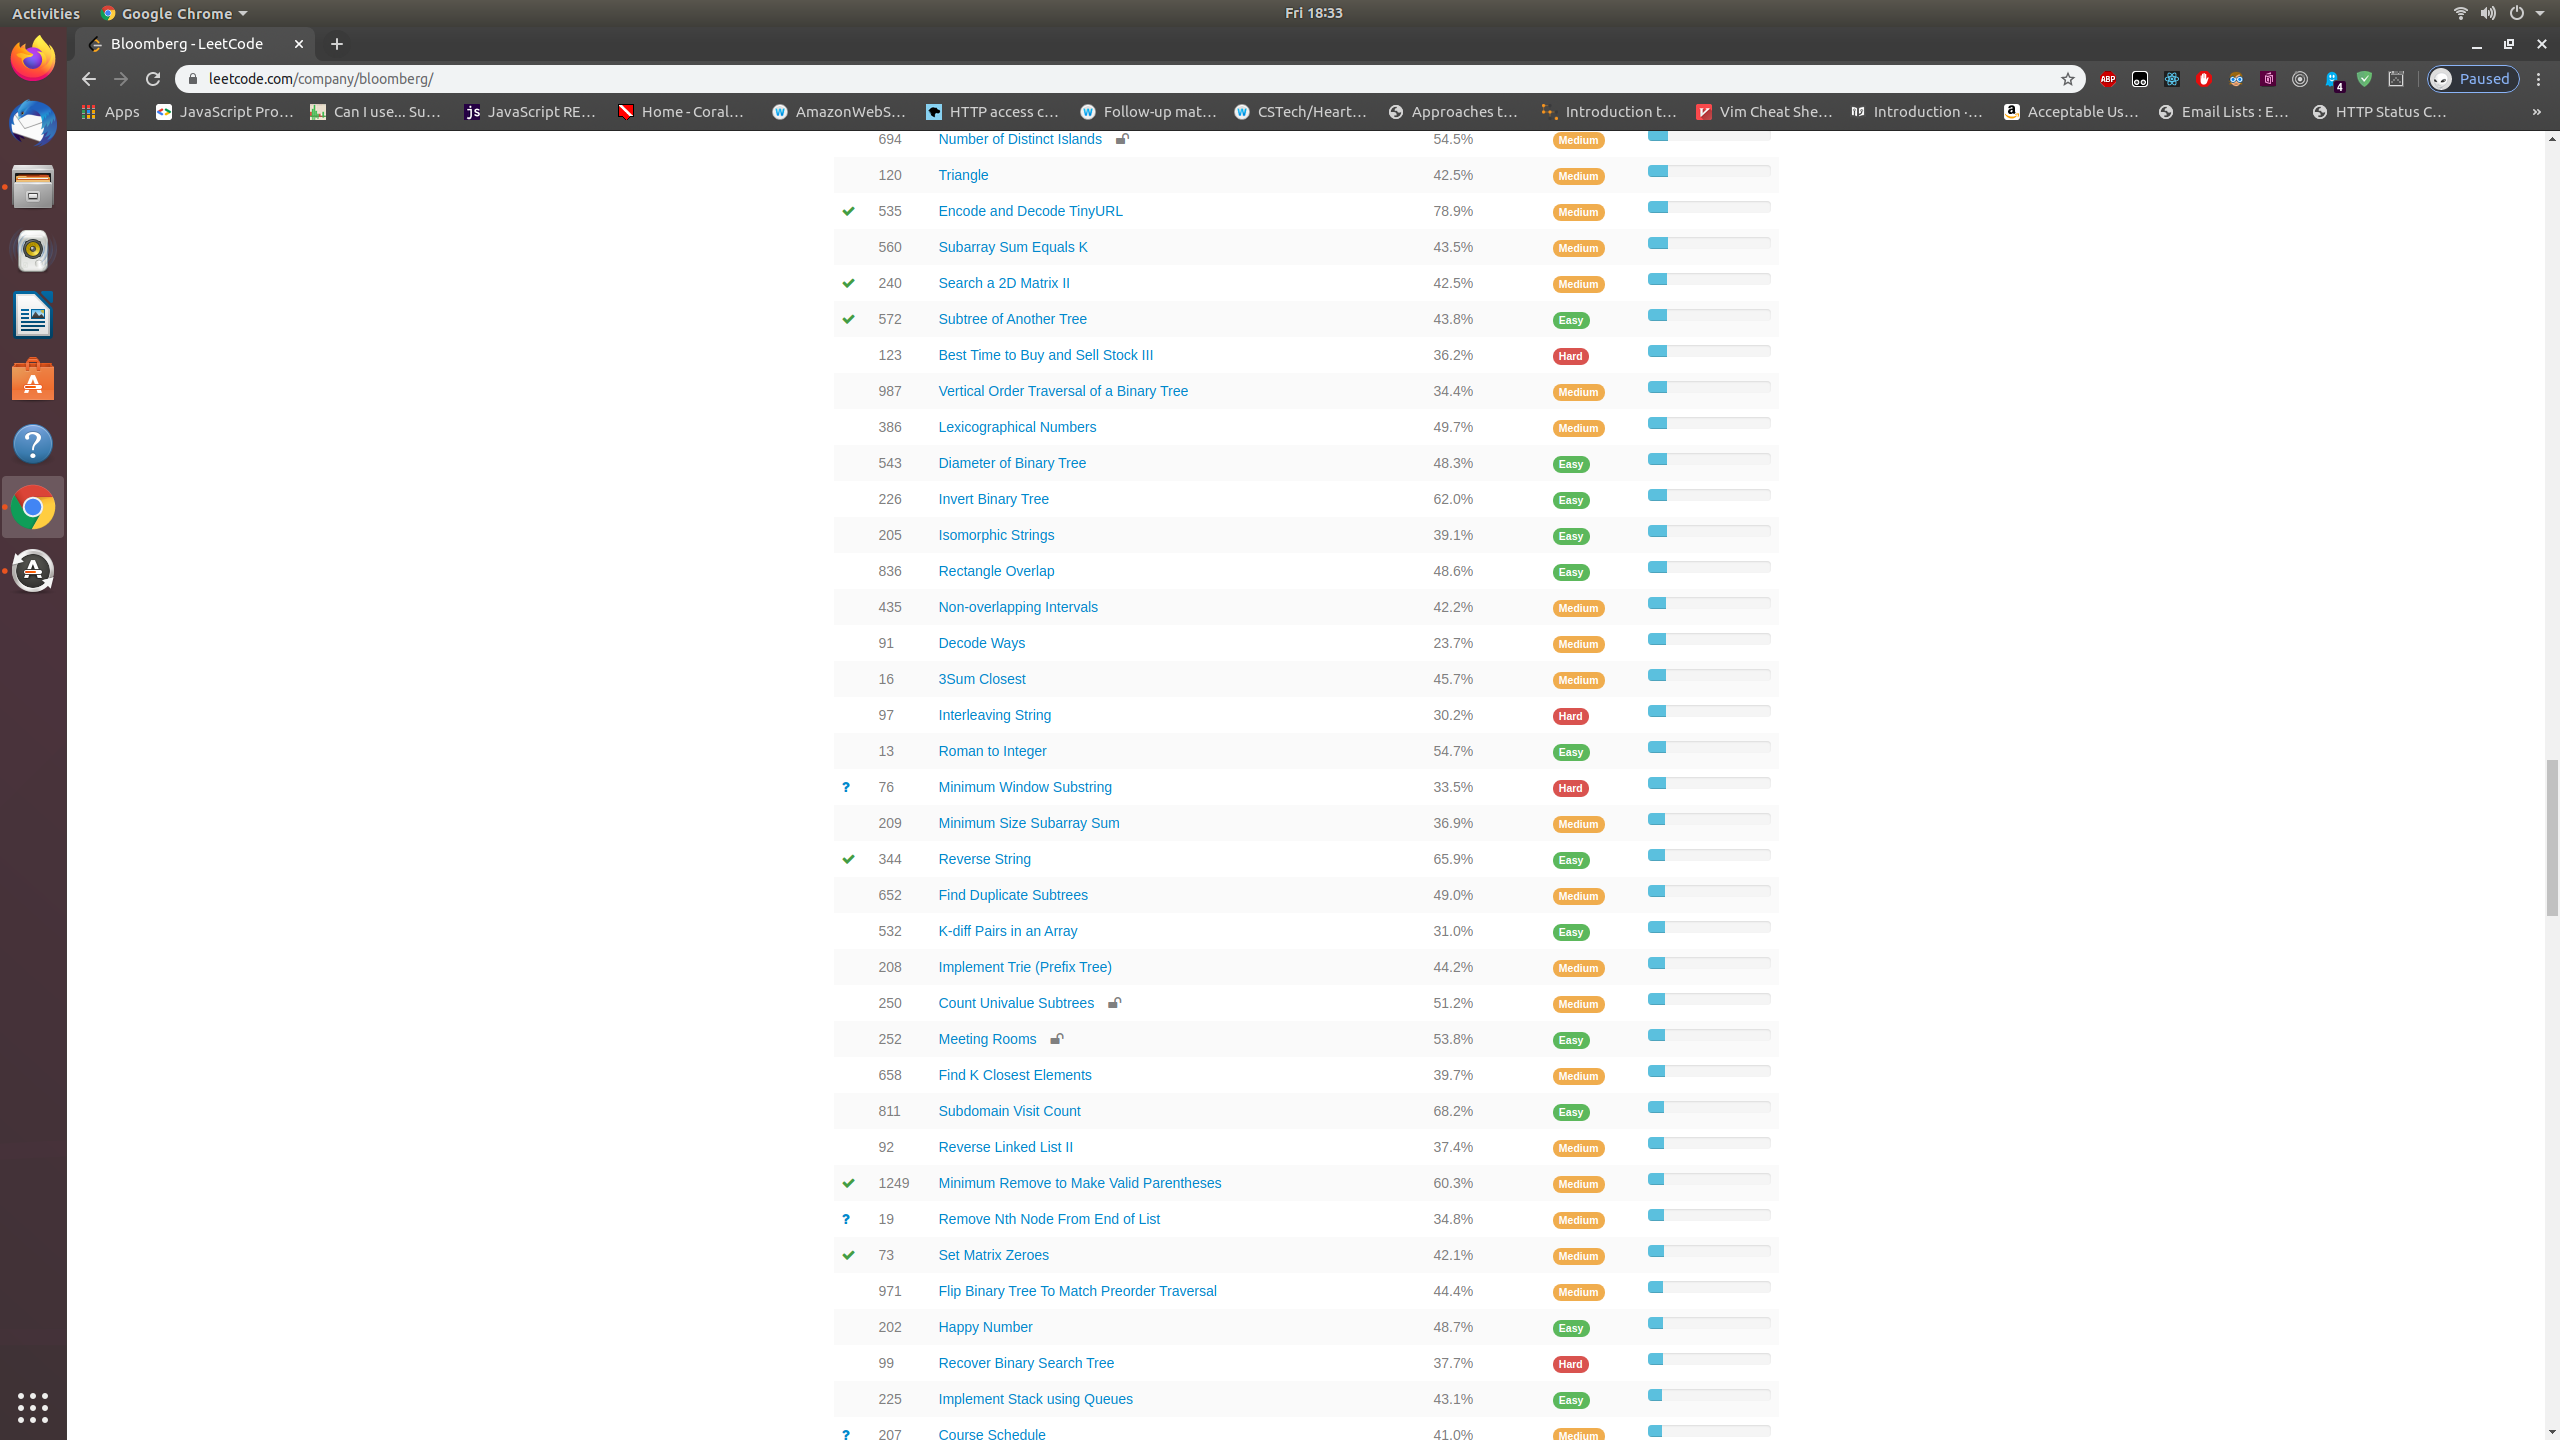 Activities Google Chrome Fri 18:33
Bloomberg - LeetCode
leetcode.com/company/bloomberg/ ABP 4 Paused
Apps JavaScript Pro… Can I use... Su… JavaScript RE… Home - Coral… AmazonWebS… HTTP access c… Follow-up mat… CSTech/Heart… Approaches t… Introduction t… Vim Cheat She… Introduction ·… Acceptable Us… Email Lists : E… HTTP Status C… »
694 Number of Distinct Islands 54.5% Medium
120 Triangle 42.5% Medium
535 Encode and Decode TinyURL 78.9% Medium
560 Subarray Sum Equals K 43.5% Medium
240 Search a 2D Matrix II 42.5% Medium
572 Subtree of Another Tree 43.8% Easy
123 Best Time to Buy and Sell Stock III 36.2% Hard
987 Vertical Order Traversal of a Binary Tree 34.4% Medium
386 Lexicographical Numbers 49.7% Medium
543 Diameter of Binary Tree 48.3% Easy
226 Invert Binary Tree 62.0% Easy
205 Isomorphic Strings 39.1% Easy
836 Rectangle Overlap 48.6% Easy
435 Non-overlapping Intervals 42.2% Medium
91 Decode Ways 23.7% Medium
16 3Sum Closest 45.7% Medium
97 Interleaving String 30.2% Hard
13 Roman to Integer 54.7% Easy
? 76 Minimum Window Substring 33.5% Hard
209 Minimum Size Subarray Sum 36.9% Medium
344 Reverse String 65.9% Easy
652 Find Duplicate Subtrees 49.0% Medium
532 K-diff Pairs in an Array 31.0% Easy
208 Implement Trie (Prefix Tree) 44.2% Medium
250 Count Univalue Subtrees 51.2% Medium
252 Meeting Rooms 53.8% Easy
658 Find K Closest Elements 39.7% Medium
811 Subdomain Visit Count 68.2% Easy
92 Reverse Linked List II 37.4% Medium
1249 Minimum Remove to Make Valid Parentheses 60.3% Medium
? 19 Remove Nth Node From End of List 34.8% Medium
73 Set Matrix Zeroes 42.1% Medium
971 Flip Binary Tree To Match Preorder Traversal 44.4% Medium
202 Happy Number 48.7% Easy
99 Recover Binary Search Tree 37.7% Hard
225 Implement Stack using Queues 43.1% Easy
? 207 Course Schedule 41.0% Medium